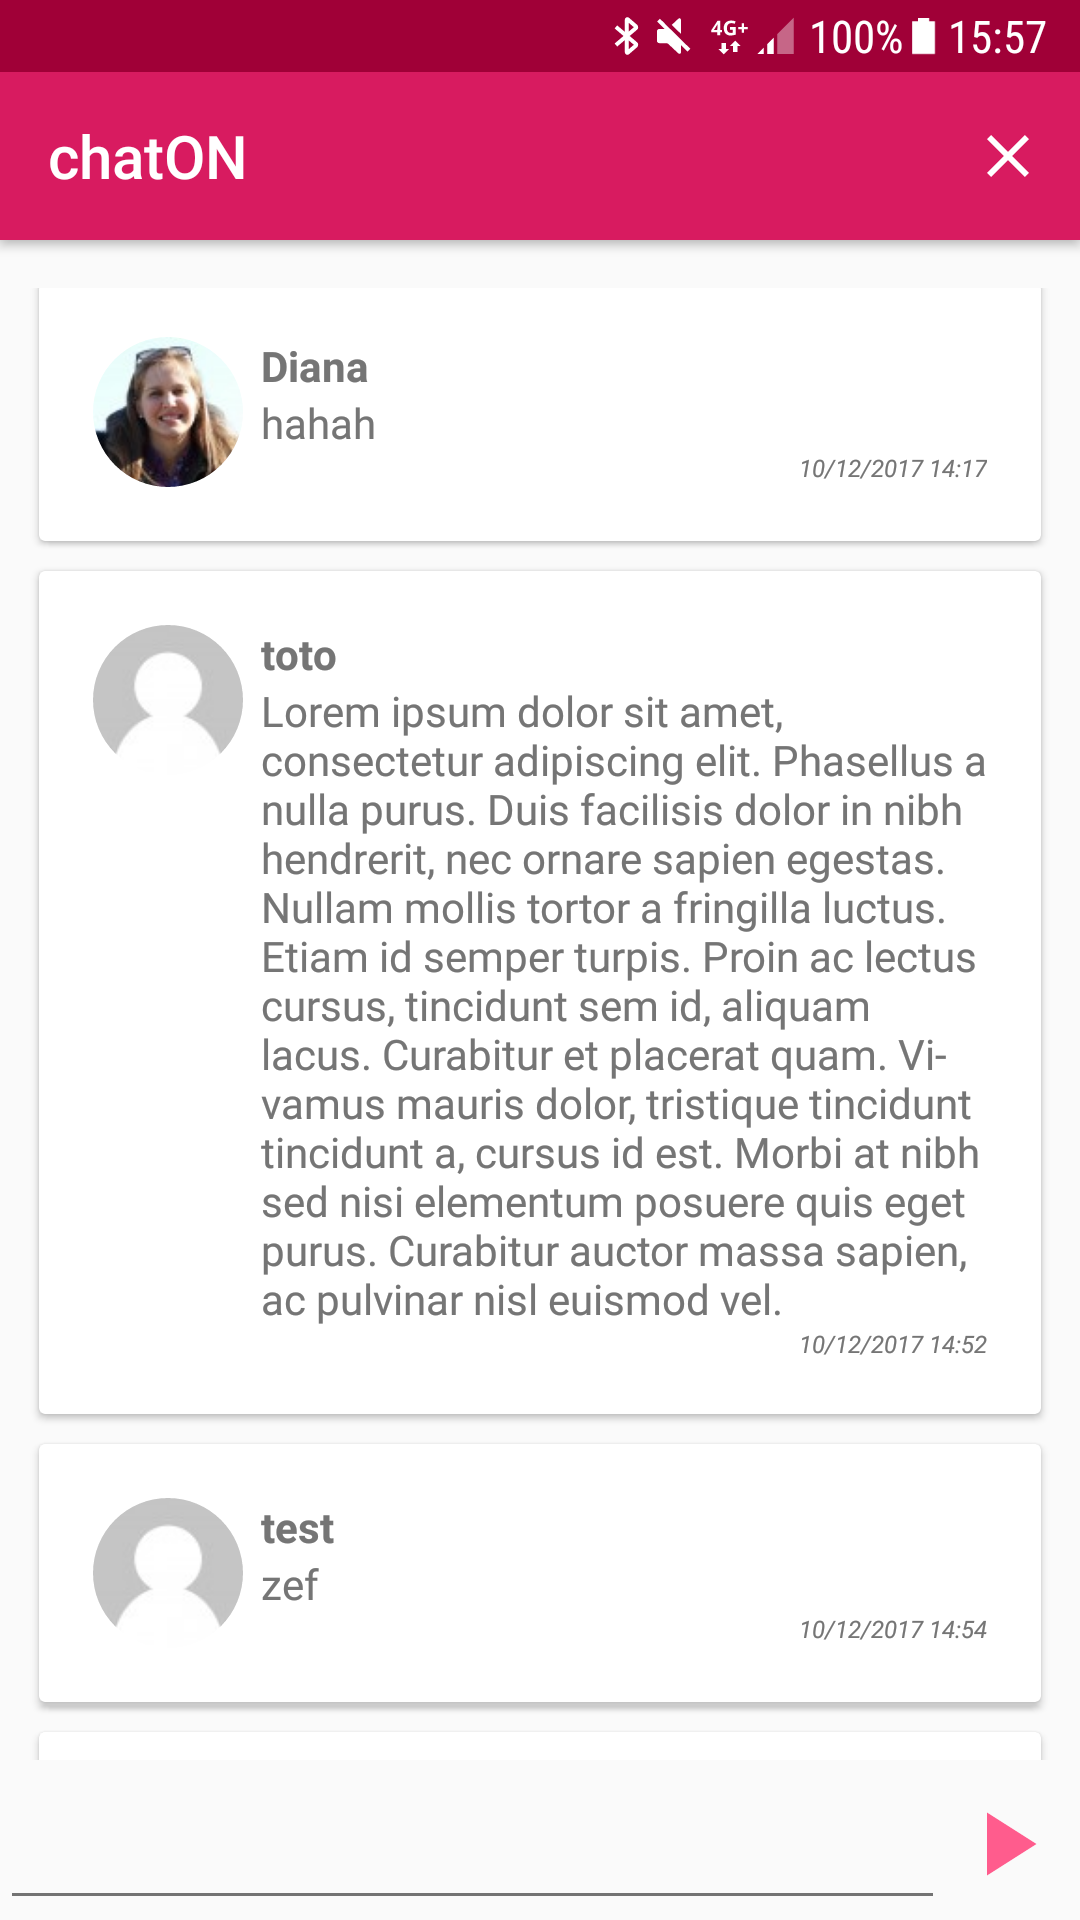 4G+ 100% 15:57
chatON
Diana
hahah
10/12/2017 14:17
toto
Lorem ipsum dolor sit amet,
consectetur adipiscing elit. Phasellus a
nulla purus. Duis facilisis dolor in nibh
hendrerit, nec ornare sapien egestas.
Nullam mollis tortor a fringilla luctus.
Etiam id semper turpis. Proin ac lectus
cursus, tincidunt sem id, aliquam
lacus. Curabitur et placerat quam. Vi-
vamus mauris dolor, tristique tincidunt
tincidunt a, cursus id est. Morbi at nibh
sed nisi elementum posuere quis eget
purus. Curabitur auctor massa sapien,
ac pulvinar nisl euismod vel.
10/12/2017 14:52
test
zef
10/12/2017 14:54